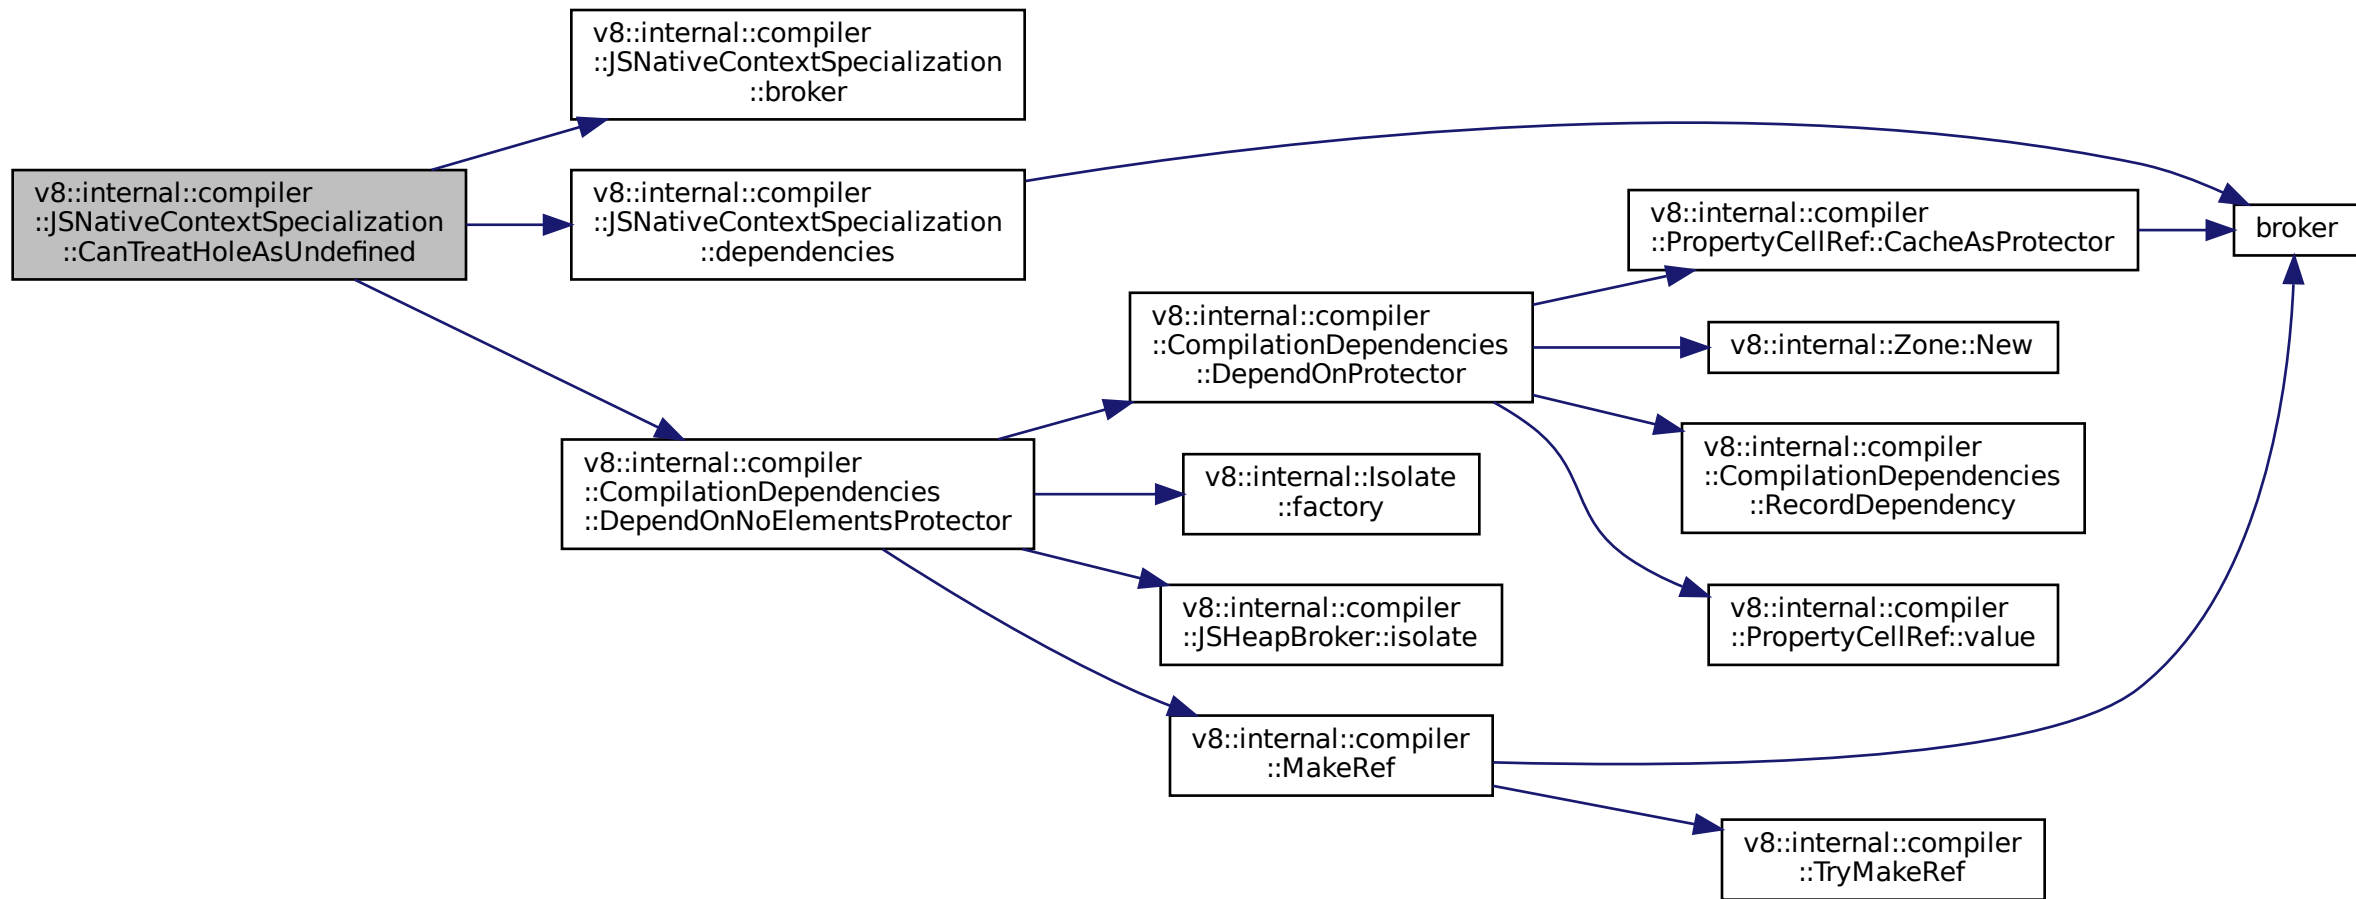 v8::internal::compiler
::JSNativeContextSpecialization
::CanTreatHoleAsUndefined
v8::internal::compiler
::JSNativeContextSpecialization
::broker
v8::internal::compiler
::JSNativeContextSpecialization
::dependencies
v8::internal::compiler
::CompilationDependencies
::DependOnNoElementsProtector
v8::internal::compiler
::CompilationDependencies
::DependOnProtector
v8::internal::Isolate
::factory
v8::internal::compiler
::JSHeapBroker::isolate
v8::internal::compiler
::MakeRef
v8::internal::compiler
::PropertyCellRef::CacheAsProtector
v8::internal::Zone::New
v8::internal::compiler
::CompilationDependencies
::RecordDependency
v8::internal::compiler
::PropertyCellRef::value
v8::internal::compiler
::TryMakeRef
broker